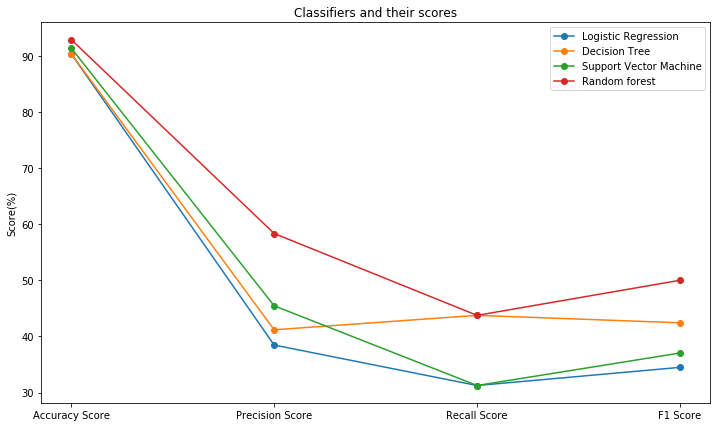 Classifiers and their scores
Logistic Regression
Decision Tree
Support Vector Machine
Random forest
Score(%)
90
80
70
60
50
40
30
Accuracy Score
Precision Score
Recall Score
F1 Score